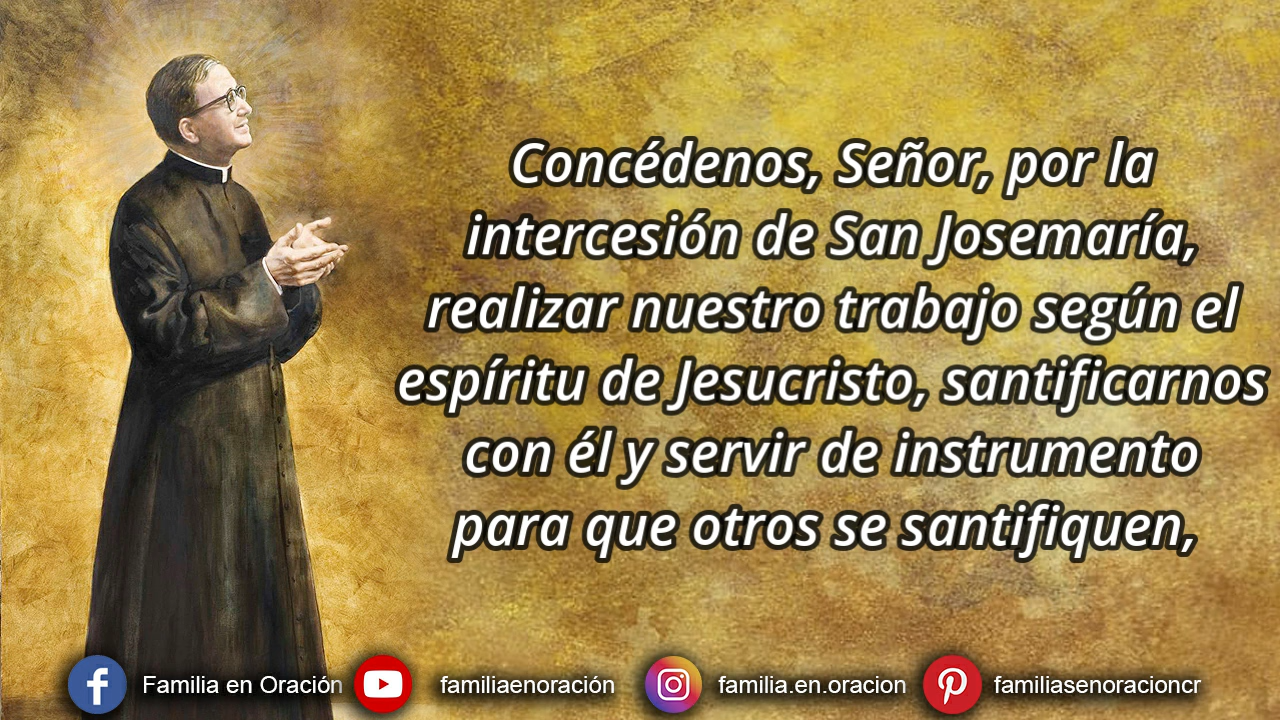 Concédenos, Señor, por la
intercesión de San Josemaría,
realizar nuestro trabajo según el
espíritu de Jesucristo, santificarnos
con él y servir de instrumento
para que otros se santifiquen,
Familia en Oración
familiaenoración
familia.en.oracion
familiasenoracioncr